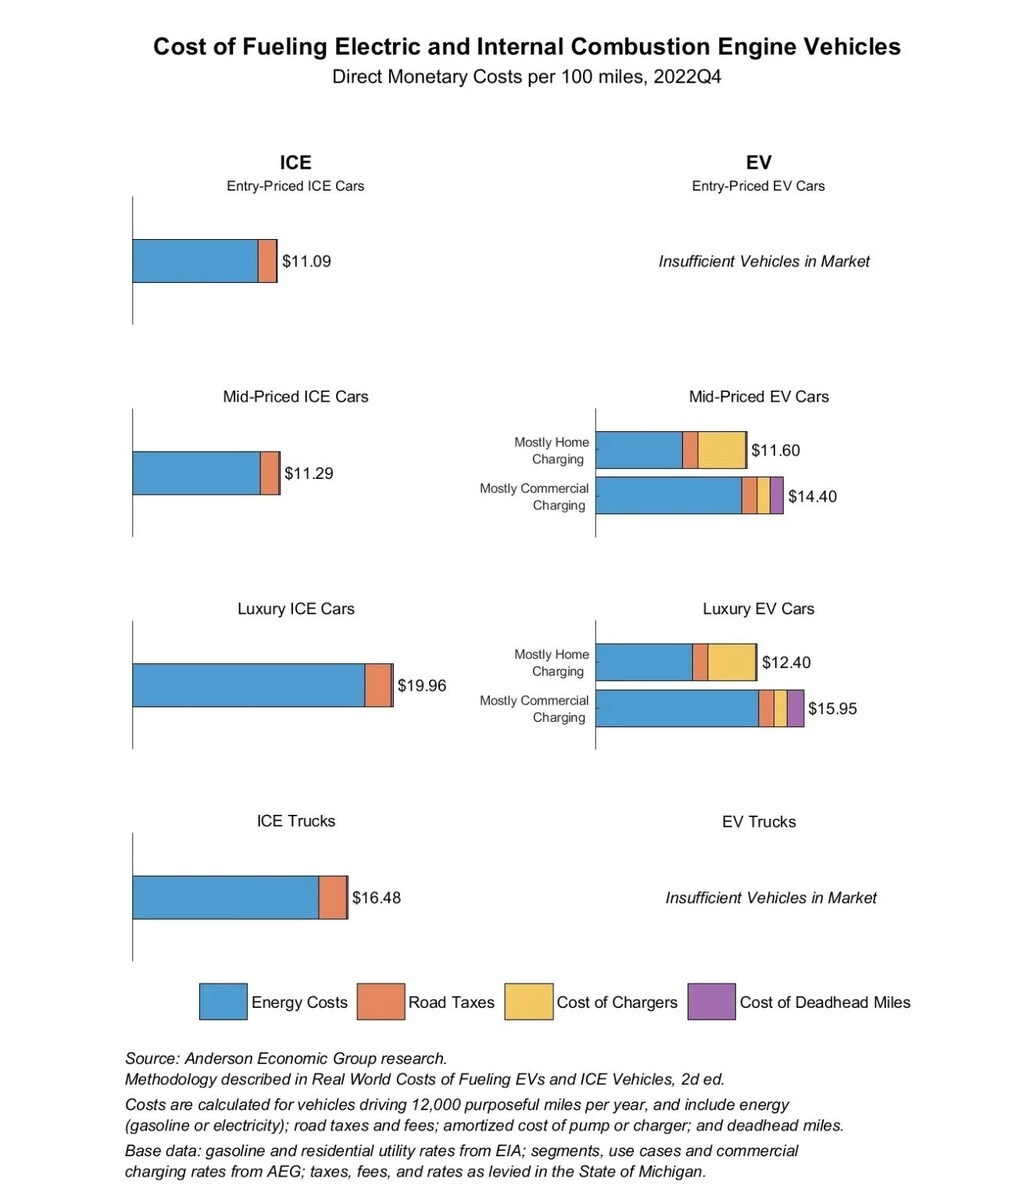 Cost of Fueling Electric and Internal Combustion Engine Vehicles
Direct Monetary Costs per 100 miles, 2022Q4
ICE
EV
Entry-Priced ICE Cars
Entry-Priced EV Cars
$11.09
Insufficient Vehicles in Market
Mid-Priced ICE Cars
Mid-Priced EV Cars
$11.29
Mostly Home
Charging
$11.60
Mostly Commercial
Charging
$14.40
Luxury ICE Cars
Luxury EV Cars
$19.96
Mostly Home
Charging
$12.40
Mostly Commercial
Charging
$15.95
ICE Trucks
EV Trucks
$16.48
Insufficient Vehicles in Market
Energy Costs
Road Taxes
Cost of Chargers
Cost of Deadhead Miles
Source: Anderson Economic Group research.
Methodology described in Real World Costs of Fueling EVs and ICE Vehicles, 2d ed.
Costs are calculated for vehicles driving 12,000 purposeful miles per year, and include energy
(gasoline or electricity); road taxes and fees; amortized cost of pump or charger; and deadhead miles.
Base data: gasoline and residential utility rates from EIA; segments, use cases and commercial
charging rates from AEG; taxes, fees, and rates as levied in the State of Michigan.